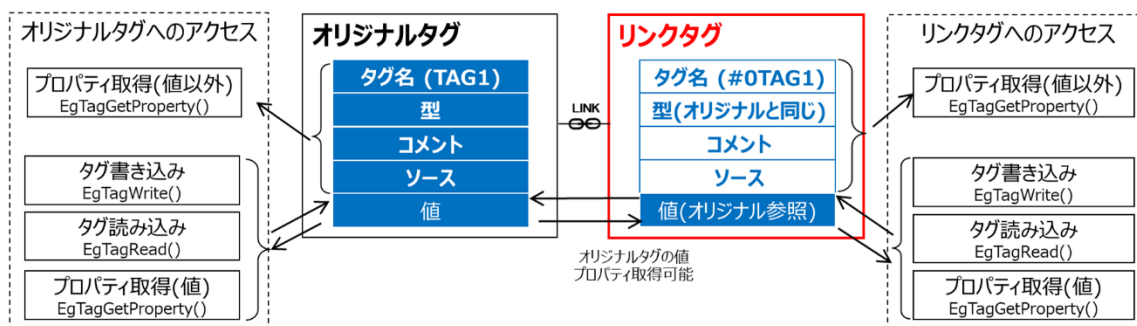 オリジナルタグへのアクセス
プロパティ取得(値以外)
EgTagGetProperty()
タグ書き込み
EgTagWrite()
タグ読み込み
EgTagRead()
プロパティ取得(値)
EgTagGetProperty()
オリジナルタグ
タグ名 (TAG1)
型
コメント
ソース
値
LINK
リンクタグ
タグ名 (#0TAG1)
型(オリジナルと同じ)
コメント
ソース
値(オリジナル参照)
オリジナルタグの値
プロパティ取得可能
リンクタグへのアクセス
プロパティ取得(値以外)
EgTagGetProperty()
タグ書き込み
EgTagWrite()
タグ読み込み
EgTagRead()
プロパティ取得(値)
EgTagGetProperty()